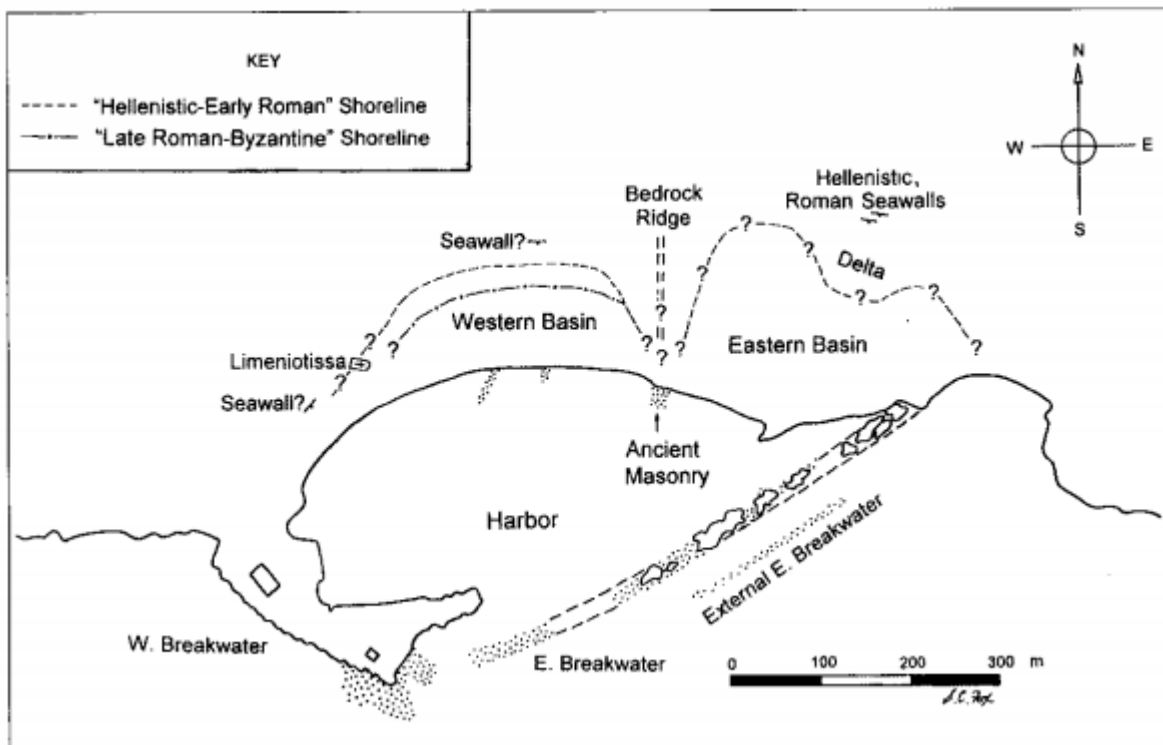 KEY
"Hellenistic-Early Roman" Shoreline
"Late Roman-Byzantine" Shoreline
N
W
E
S
Hellenistic,
Roman Seawalls
Bedrock
Ridge
Seawall?
?
?
?
Delta
?
?
?
?
?
?
?
?
?
?
?
Western Basin
Eastern Basin
Limeniotissa
Seawall?
Ancient
Masonry
Harbor
External E. Breakwater
W. Breakwater
E. Breakwater
0 100 200 300 m